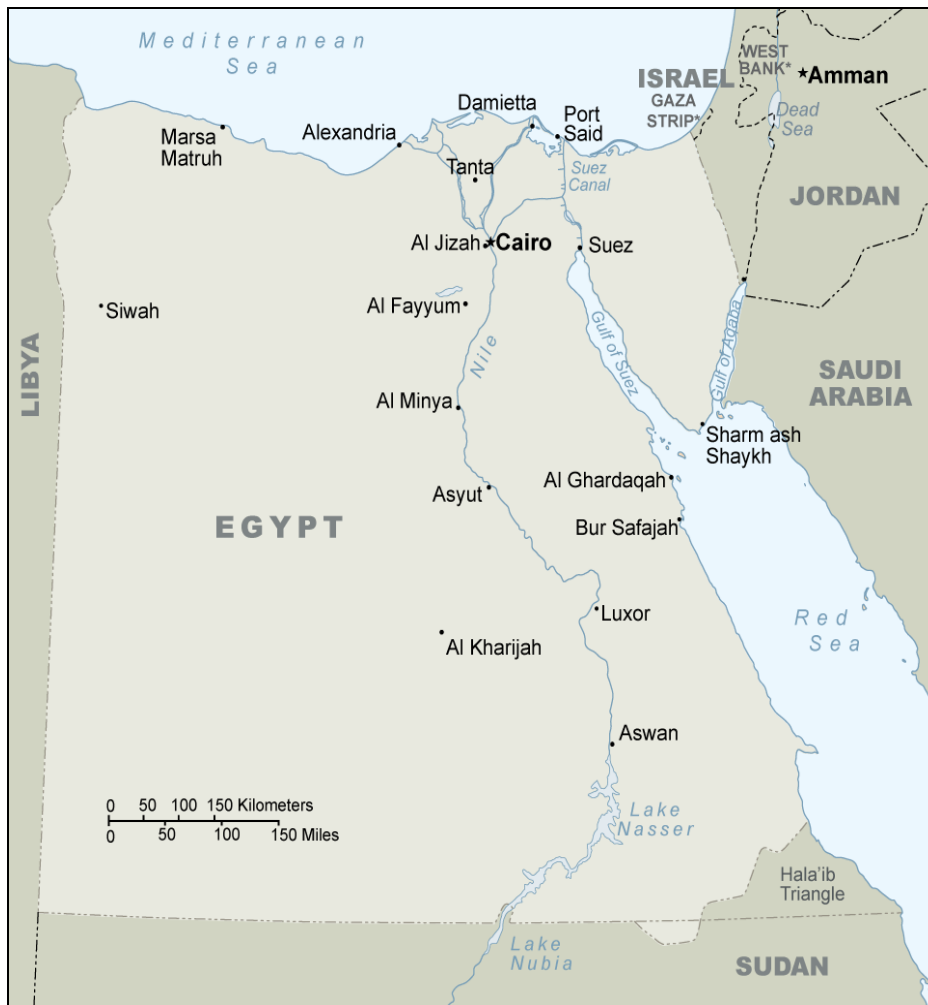 Mediterranean
Sea
WEST
BANK*
Amman
ISRAEL
GAZA
STRIP*
Dead
Sea
Damietta
Port
Said
Marsa
Matruh
Alexandria
Tanta
Suez
Canal
JORDAN
Al Jizah
Cairo
Suez
Siwah
Al Fayyum
Nile
Gulf of Suez
Gulf of Aqaba
LIBYA
SAUDI
ARABIA
Al Minya
Sharm ash
Shaykh
Asyut
Al Ghardaqah
EGYPT
Bur Safajah
Luxor
Red
Sea
Al Kharijah
Aswan
0 50 100 150 Kilometers
0 50 100 150 Miles
Lake
Nasser
Hala'ib
Triangle
Lake
Nubia
SUDAN